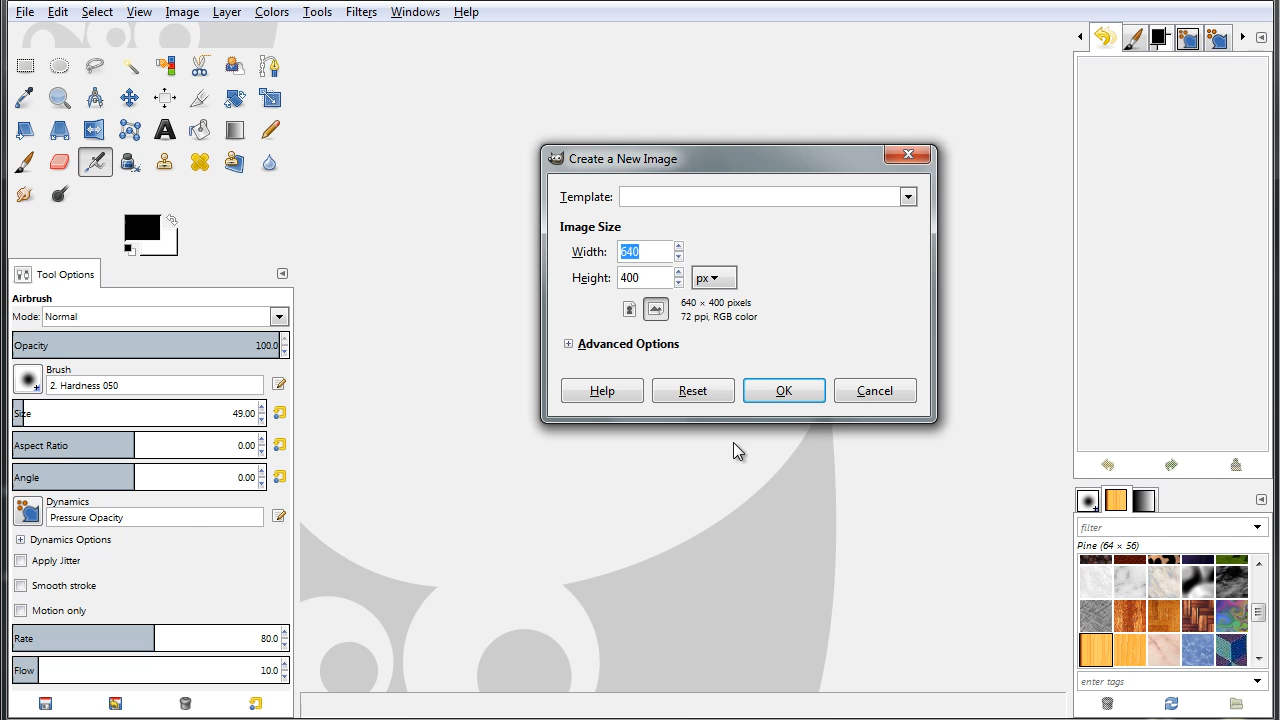 File Edit Select View Image Layer Colors Tools Filters Windows Help
Create a New Image
Template:
Image Size
Width: 640
Height: 400 px
640 × 400 pixels
72 ppi, RGB color
Advanced Options
Help Reset OK Cancel
Tool Options
Airbrush
Mode: Normal
Opacity 100.0
Brush
2. Hardness 050
Size 49.00
Aspect Ratio 0.00
Angle 0.00
Dynamics
Pressure Opacity
Dynamics Options
Apply Jitter
Smooth stroke
Motion only
Rate 80.0
Flow 10.0
filter
Pine (64 × 56)
enter tags